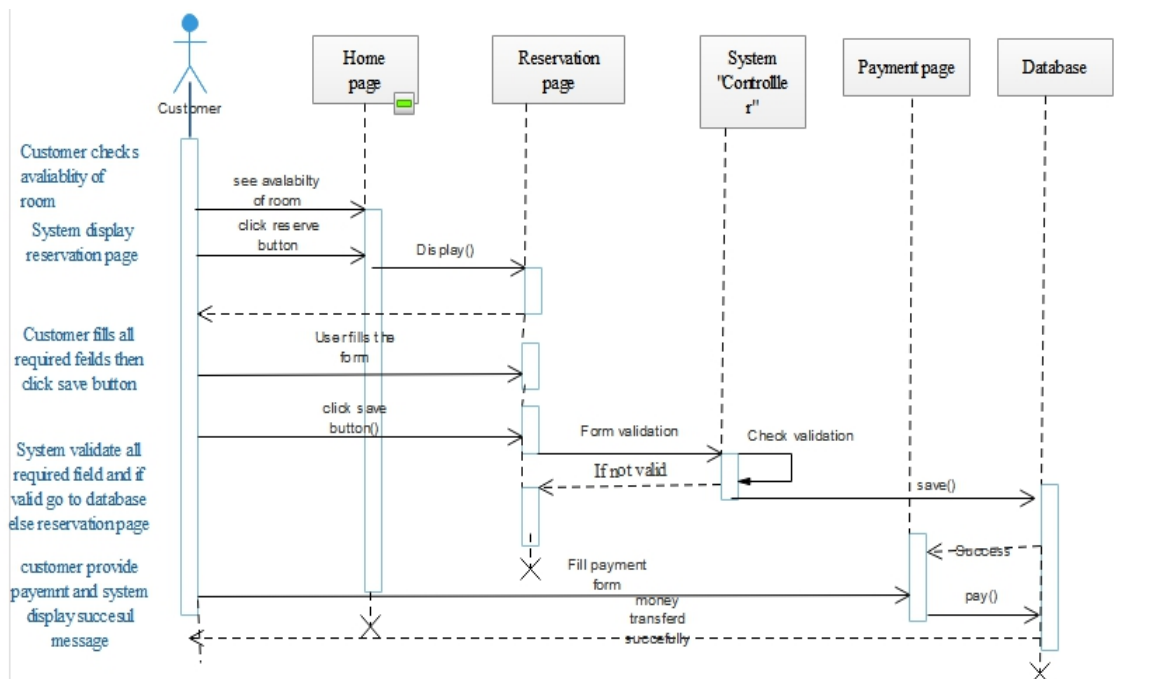 Customer
Home
page
Reservation
page
System
"Controllle
r"
Payment page
Database
Customer checks
avaliablity of
room
see avalabilty
of room
System display
reservation page
click reserve
button
Display()
Customer fills all
required feilds then
click save button
User fills the
form
click save
button()
Form validation
Check validation
System validate all
required field and if
valid go to database
else reservation page
If not valid
save()
Success
customer provide
payemnt and system
display succesul
message
Fill payment
form
pay()
money
transferd
succefully